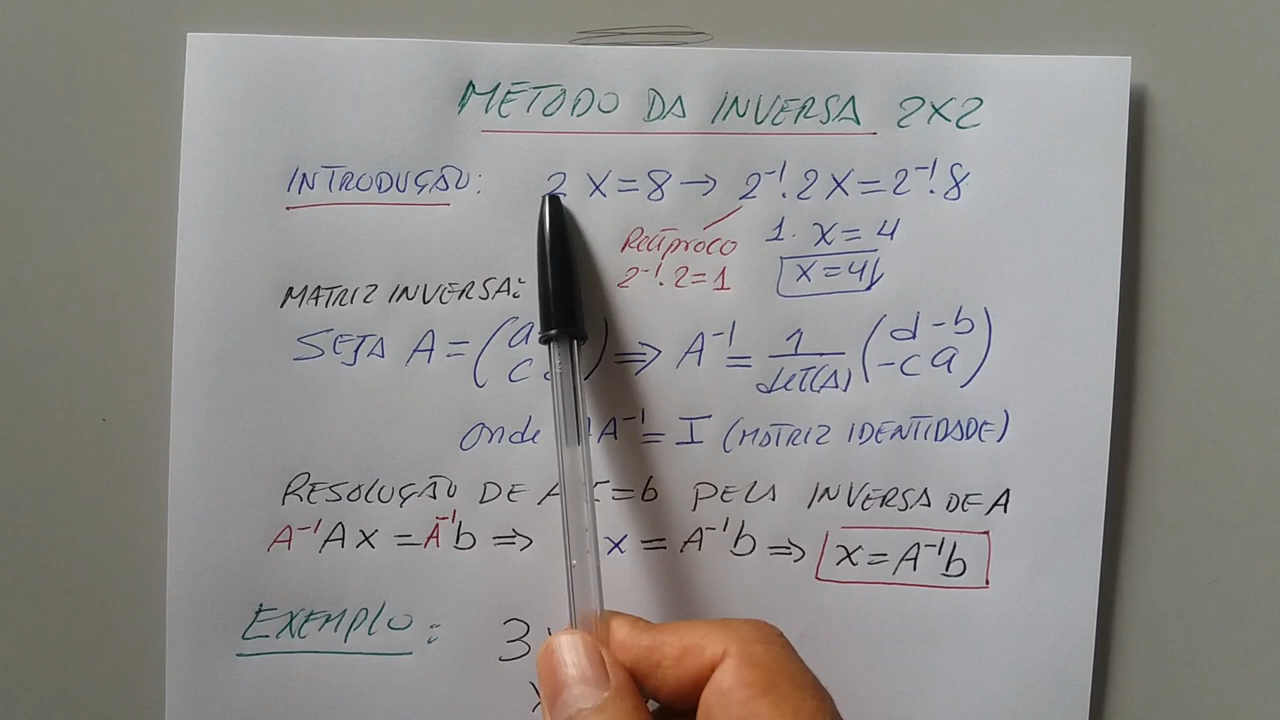 MÉTODO DA INVERSA 2X2
INTRODUÇÃO: 2 x=8 → 2⁻¹.2x=2⁻¹.8
Recíproco 1. x=4
2⁻¹.2=1 x=4
MATRIZ INVERSA:
SEJA A=(a
c ) ⇒ A⁻¹= 1/det(A) (d -b
-c a)
onde A⁻¹= I (MATRIZ IDENTIDADE)
RESOLUÇÃO DE A =b PELA INVERSA DE A
A⁻¹Ax=A⁻¹b ⇒ x = A⁻¹b ⇒ x=A⁻¹b
EXEMPLO: 3